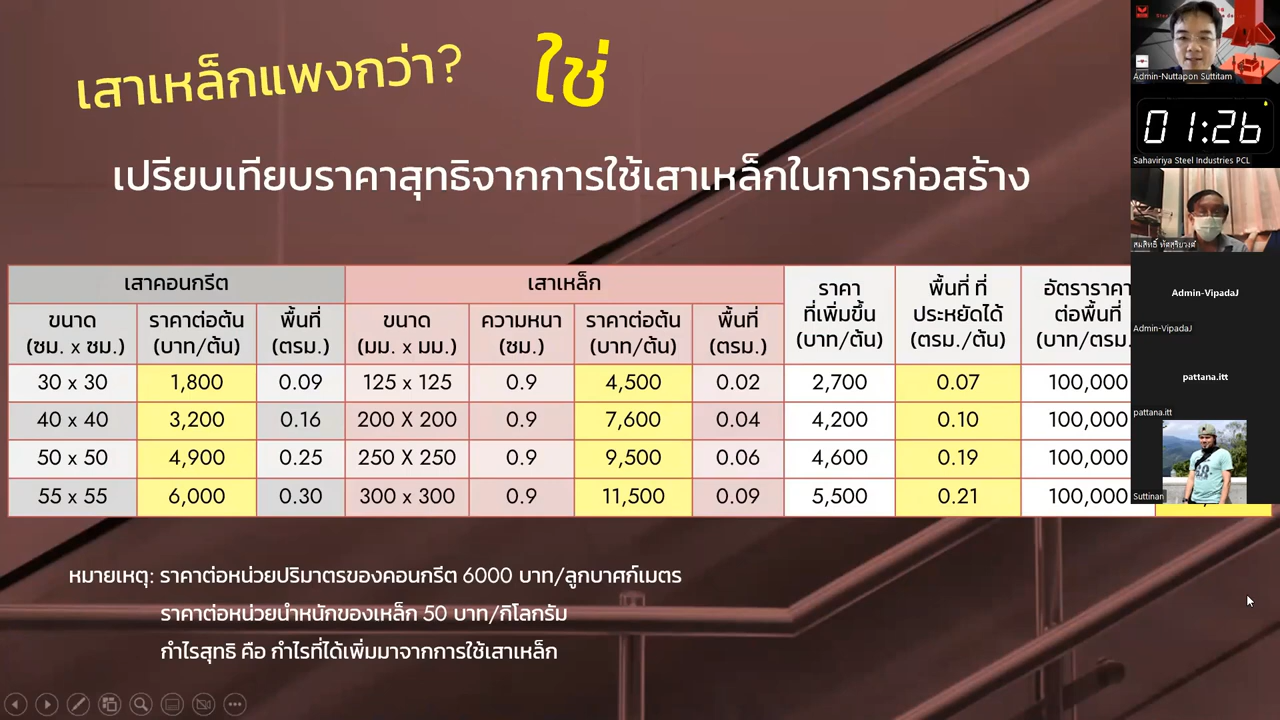 เสาเหล็กแพงกว่า? ใช่
เปรียบเทียบราคาสุทธิจากการใช้เสาเหล็กในการก่อสร้าง
เสาคอนกรีต เสาเหล็ก ราคาที่เพิ่มขึ้น (บาท/ต้น) พื้นที่ ที่ประหยัดได้ (ตรม./ต้น) อัตราราคาต่อพื้นที่ (บาท/ตรม.
ขนาด (ซม. x ซม.) ราคาต่อต้น (บาท/ต้น) พื้นที่ (ตรม.) ขนาด (มม. x มม.) ความหนา (ซม.) ราคาต่อต้น (บาท/ต้น) พื้นที่ (ตรม.)
30 x 30 1,800 0.09 125 x 125 0.9 4,500 0.02 2,700 0.07 100,000
40 x 40 3,200 0.16 200 X 200 0.9 7,600 0.04 4,200 0.10 100,000
50 x 50 4,900 0.25 250 X 250 0.9 9,500 0.06 4,600 0.19 100,000
55 x 55 6,000 0.30 300 x 300 0.9 11,500 0.09 5,500 0.21 100,000
หมายเหตุ: ราคาต่อหน่วยปริมาตรของคอนกรีต 6000 บาท/ลูกบาศก์เมตร
ราคาต่อหน่วยน้ำหนักของเหล็ก 50 บาท/กิโลกรัม
กำไรสุทธิ คือ กำไรที่ได้เพิ่มมาจากการใช้เสาเหล็ก
Admin-Nuttapon Suttitam
01:26
Sahaviriya Steel Industries PCL
สมสิทธิ์ ทัศสุริยวงศ์
Admin-VipadaJ
Admin-VipadaJ
pattana.itt
pattana.itt
Suttinan